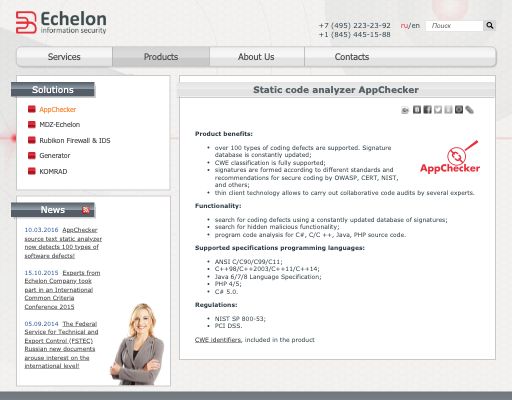 Echelon
information security
+7 (495) 223-23-92
+1 (845) 445-15-88
ru/en
Поиск
Services
Products
About Us
Contacts
Solutions
AppChecker
MDZ-Echelon
Rubikon Firewall & IDS
Generator
KOMRAD
News
10.03.2016 AppChecker
source text static analyzer
now detects 100 types of
software defects!
15.10.2015 Experts from
Echelon Company took
part in an International
Common Criteria
Conference 2015
05.09.2014 The Federal
Service for Technical and
Export Control (FSTEC)
Russian new documents
arouse interest on the
international level!
Static code analyzer AppChecker
Product benefits:
over 100 types of coding defects are supported. Signature
database is constantly updated;
CWE classification is fully supported;
signatures are formed according to different standards and
recommendations for secure coding by OWASP, CERT, NIST,
and others;
thin client technology allows to carry out collaborative code audits by several experts.
AppChecker
Functionality:
search for coding defects using a constantly updated database of signatures;
search for hidden malicious functionality;
program code analysis for C#, C/C ++, Java, PHP source code.
Supported specifications programming languages:
ANSI C/C90/C99/C11;
C++98/C++2003/C++11/C++14;
Java 6/7/8 Language Specification;
PHP 4/5;
C# 5.0.
Regulations:
NIST SP 800-53;
PCI DSS.
CWE identifiers, included in the product